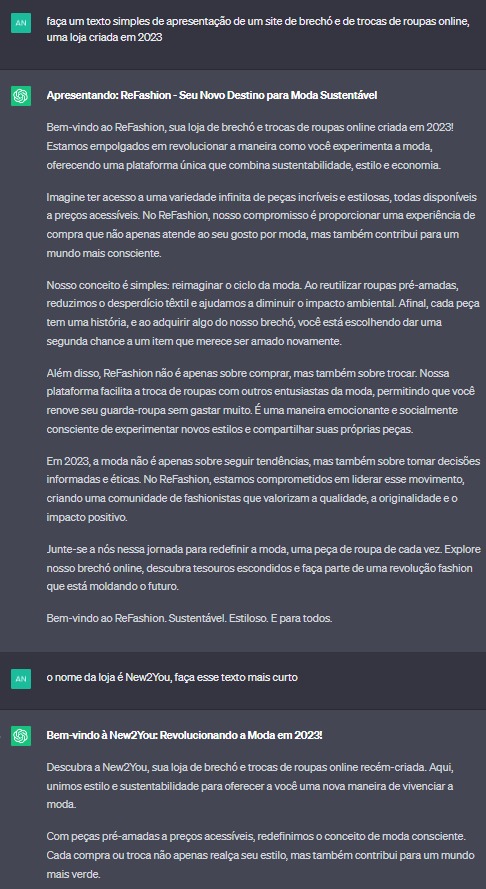 AN
faça um texto simples de apresentação de um site de brechó e de trocas de roupas online,
uma loja criada em 2023
Apresentando: ReFashion - Seu Novo Destino para Moda Sustentável
Bem-vindo ao ReFashion, sua loja de brechó e trocas de roupas online criada em 2023!
Estamos empolgados em revolucionar a maneira como você experimenta a moda,
oferecendo uma plataforma única que combina sustentabilidade, estilo e economia.
Imagine ter acesso a uma variedade infinita de peças incríveis e estilosas, todas disponíveis
a preços acessíveis. No ReFashion, nosso compromisso é proporcionar uma experiência de
compra que não apenas atende ao seu gosto por moda, mas também contribui para um
mundo mais consciente.
Nosso conceito é simples: reimaginar o ciclo da moda. Ao reutilizar roupas pré-amadas,
reduzimos o desperdício têxtil e ajudamos a diminuir o impacto ambiental. Afinal, cada peça
tem uma história, e ao adquirir algo do nosso brechó, você está escolhendo dar uma
segunda chance a um item que merece ser amado novamente.
Além disso, ReFashion não é apenas sobre comprar, mas também sobre trocar. Nossa
plataforma facilita a troca de roupas com outros entusiastas da moda, permitindo que você
renove seu guarda-roupa sem gastar muito. É uma maneira emocionante e socialmente
consciente de experimentar novos estilos e compartilhar suas próprias peças.
Em 2023, a moda não é apenas sobre seguir tendências, mas também sobre tomar decisões
informadas e éticas. No ReFashion, estamos comprometidos em liderar esse movimento,
criando uma comunidade de fashionistas que valorizam a qualidade, a originalidade e o
impacto positivo.
Junte-se a nós nessa jornada para redefinir a moda, uma peça de roupa de cada vez. Explore
nosso brechó online, descubra tesouros escondidos e faça parte de uma revolução fashion
que está moldando o futuro.
Bem-vindo ao ReFashion. Sustentável. Estiloso. E para todos.
AN
o nome da loja é New2You, faça esse texto mais curto
Bem-vindo à New2You: Revolucionando a Moda em 2023!
Descubra a New2You, sua loja de brechó e trocas de roupas online recém-criada. Aqui,
unimos estilo e sustentabilidade para oferecer a você uma nova maneira de vivenciar a
moda.
Com peças pré-amadas a preços acessíveis, redefinimos o conceito de moda consciente.
Cada compra ou troca não apenas realça seu estilo, mas também contribui para um mundo
mais verde.